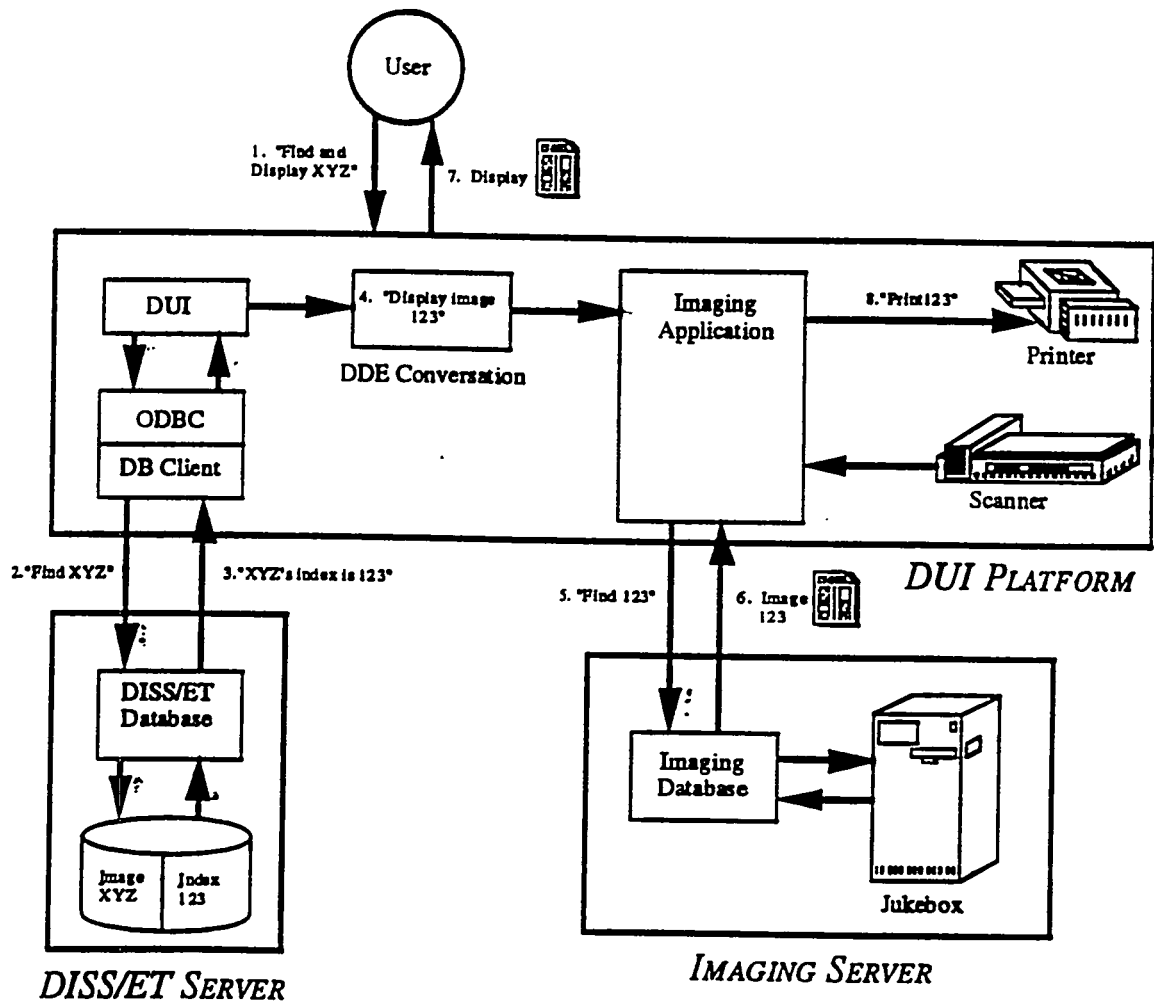 User
1. "Find and
Display XYZ"
7. Display
DUI
4. "Display image
123"
DDE Conversation
Imaging
Application
8."Print123"
Printer
ODBC
DB Client
Scanner
2."Find XYZ"
3."XYZ's index is 123"
5. "Find 123"
6. Image
123
DUI PLATFORM
DISS/ET
Database
Imaging
Database
Image
XYZ
Index
123
Jukebox
DISS/ET SERVER
IMAGING SERVER